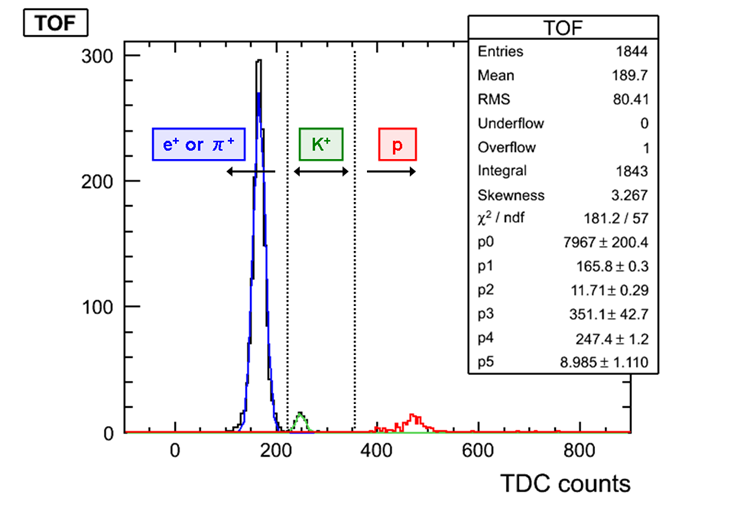 TOF
TOF
Entries 1844
Mean 189.7
RMS 80.41
Underflow 0
Overflow 1
Integral 1843
Skewness 3.267
χ² / ndf 181.2 / 57
p0 7967 ± 200.4
p1 165.8 ± 0.3
p2 11.71 ± 0.29
p3 351.1 ± 42.7
p4 247.4 ± 1.2
p5 8.985 ± 1.110
300
200
100
0
e⁺ or π⁺ K⁺ p
0 200 400 600 800
TDC counts